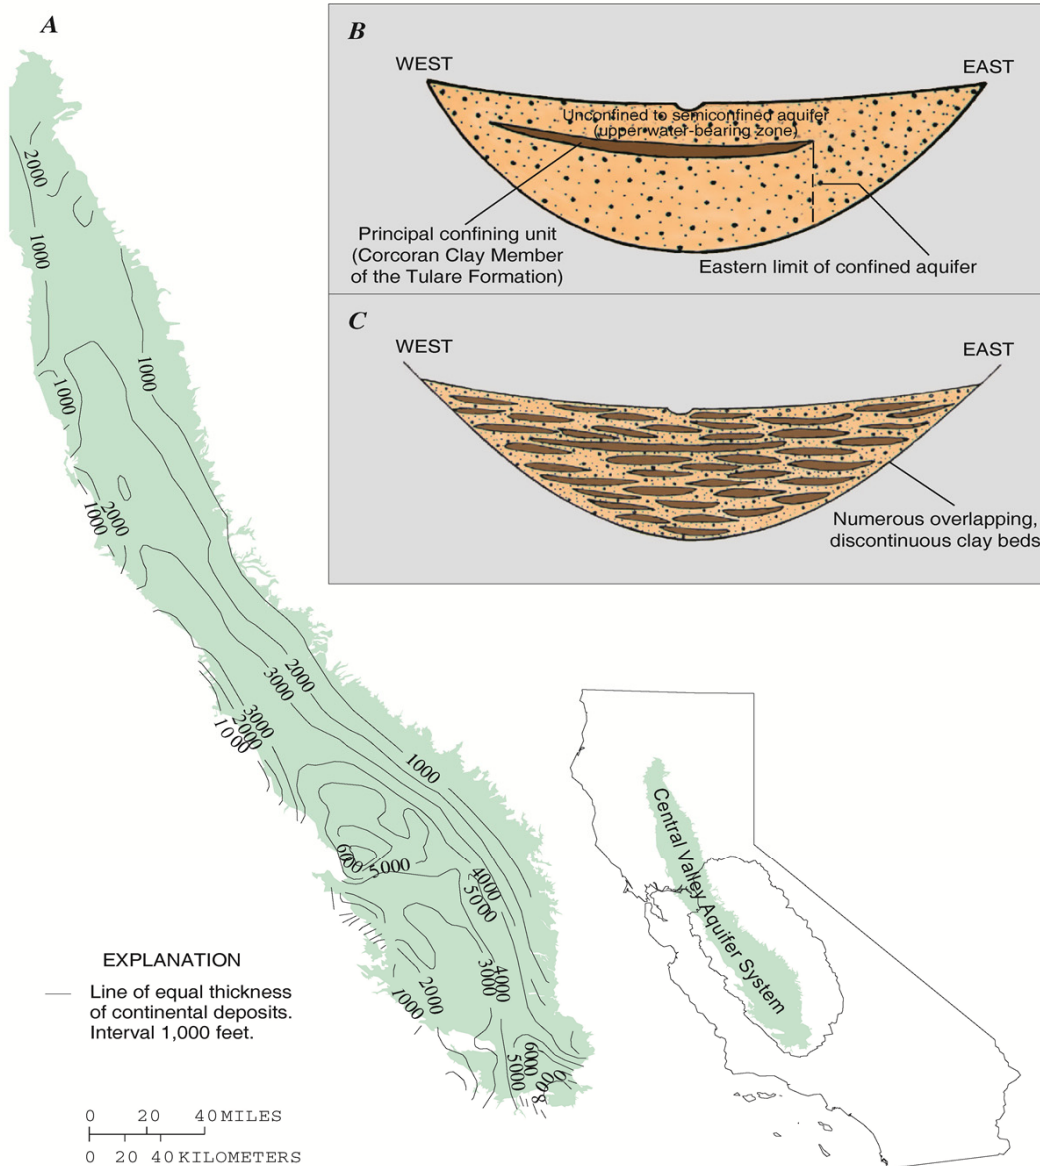 A
2000
1000
1000
1000
2000
1000
2000
3000
3000
2000
1000
1000
6000
5000
4000
5000
4000
3000
2000
1000
6000
5000
EXPLANATION
Line of equal thickness
of continental deposits.
Interval 1,000 feet.
0 20 40 MILES
0 20 40 KILOMETERS
B
WEST
EAST
Unconfined to semiconfined aquifer
(upper water-bearing zone)
Principal confining unit
(Corcoran Clay Member
of the Tulare Formation)
Eastern limit of confined aquifer
C
WEST
EAST
Numerous overlapping,
discontinuous clay beds
Central Valley Aquifer System